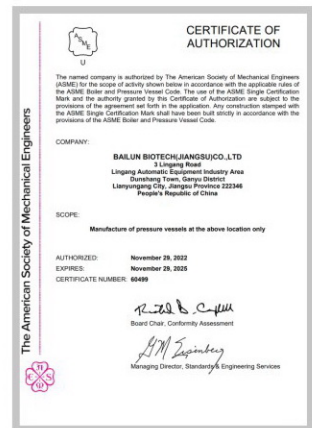 CERTIFICATE OF
AUTHORIZATION
ASME
U
The named company is authorized by The American Society of Mechanical Engineers
(ASME) for the scope of activity shown below in accordance with the applicable rules of
the ASME Boiler and Pressure Vessel Code. The use of the ASME Single Certification
Mark and the authority granted by this Certificate of Authorization are subject to the
provisions of the agreement set forth in the application. Any construction stamped with
the ASME Single Certification Mark shall have been built strictly in accordance with the
provisions of the ASME Boiler and Pressure Vessel Code.
COMPANY:
BAILUN BIOTECH(JIANGSU)CO.,LTD
3 Lingang Road
Lingang Automatic Equipment Industry Area
Dunshang Town, Ganyu District
Lianyungang City, Jiangsu Province 222346
People's Republic of China
SCOPE:
Manufacture of pressure vessels at the above location only
AUTHORIZED: November 29, 2022
EXPIRES: November 29, 2025
CERTIFICATE NUMBER: 60499
Board Chair, Conformity Assessment
Managing Director, Standards & Engineering Services
The American Society of Mechanical Engineers